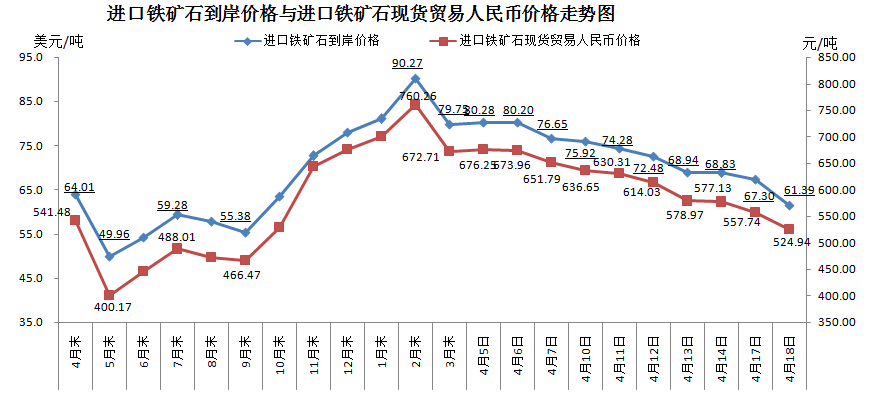 进口铁矿石到岸价格与进口铁矿石现货贸易人民币价格走势图
美元/吨
进口铁矿石到岸价格
进口铁矿石现货贸易人民币价格
元/吨
95.0
85.0
75.0
65.0
55.0
45.0
35.0
850.00
800.00
750.00
700.00
650.00
600.00
550.00
500.00
450.00
400.00
350.00
64.01
49.96
59.28
55.38
90.27
79.75
80.28
80.20
76.65
75.92
74.28
72.48
68.94
68.83
67.30
61.39
541.48
400.17
488.01
466.47
760.26
672.71
676.25
673.96
651.79
636.65
630.31
614.03
578.97
577.13
557.74
524.94
4月末
5月末
6月末
7月末
8月末
9月末
10月末
11月末
12月末
1月末
2月末
3月末
4月5日
4月6日
4月7日
4月10日
4月11日
4月12日
4月13日
4月14日
4月17日
4月18日